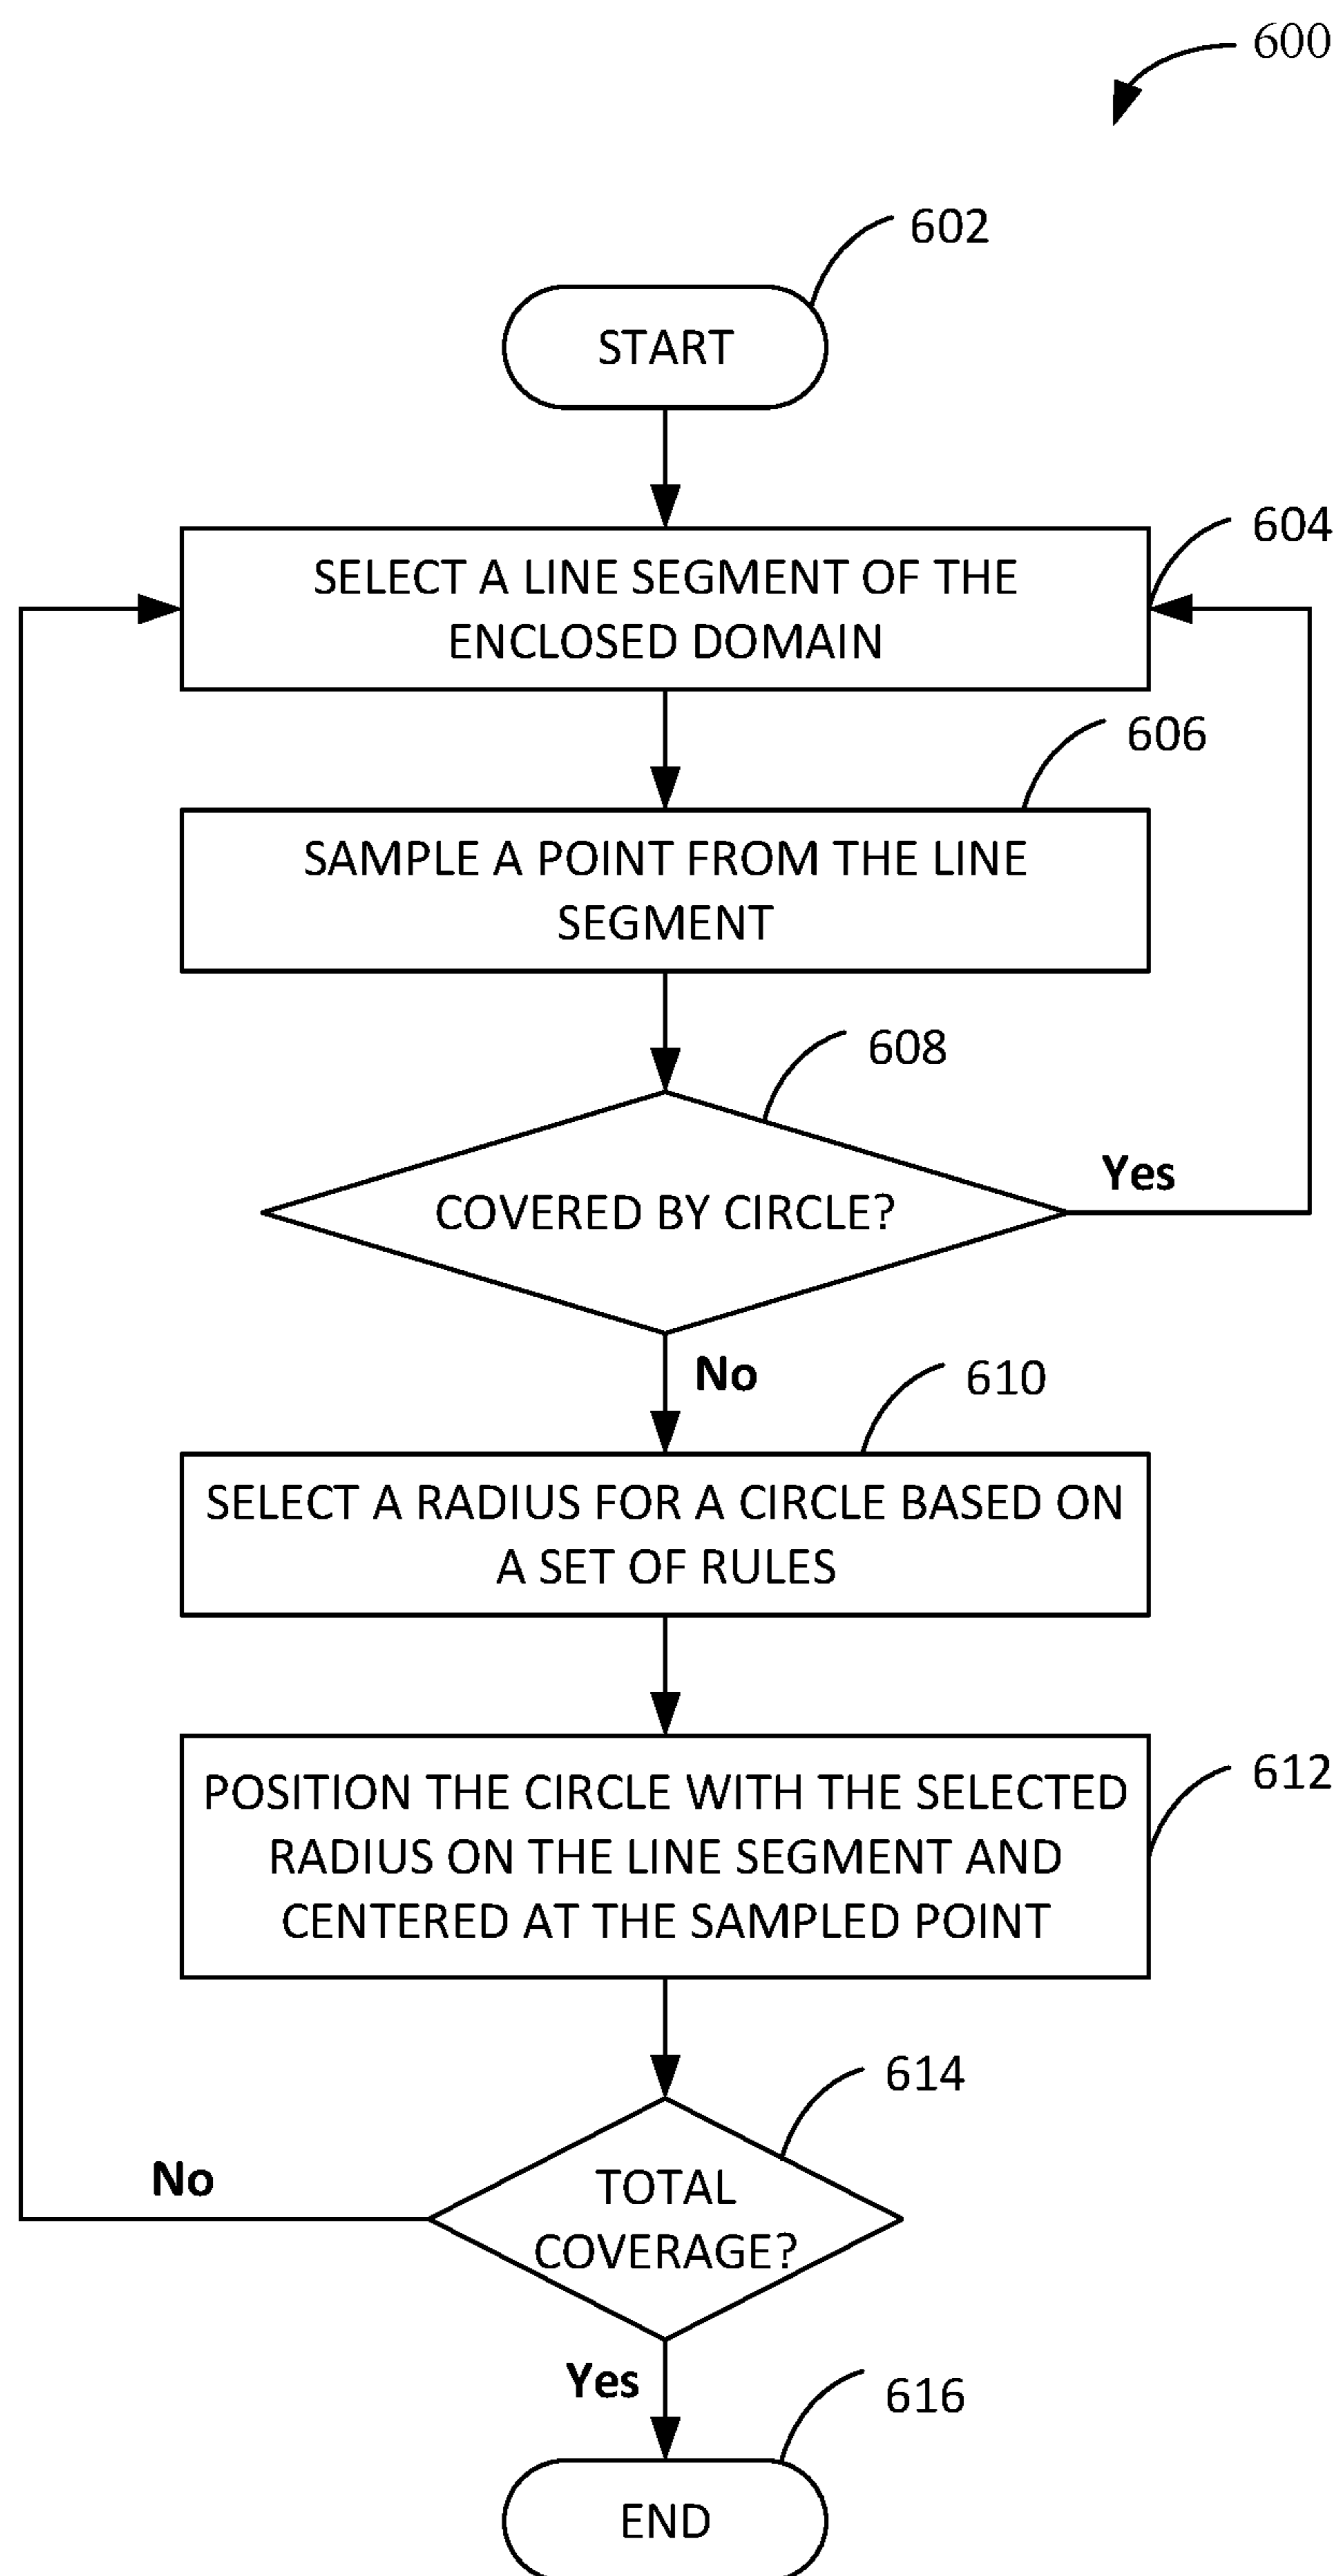 600
602
START
604
SELECT A LINE SEGMENT OF THE
ENCLOSED DOMAIN
606
SAMPLE A POINT FROM THE LINE
SEGMENT
608
COVERED BY CIRCLE?
Yes
No
610
SELECT A RADIUS FOR A CIRCLE BASED ON
A SET OF RULES
612
POSITION THE CIRCLE WITH THE SELECTED
RADIUS ON THE LINE SEGMENT AND
CENTERED AT THE SAMPLED POINT
614
TOTAL
COVERAGE?
No
Yes
616
END